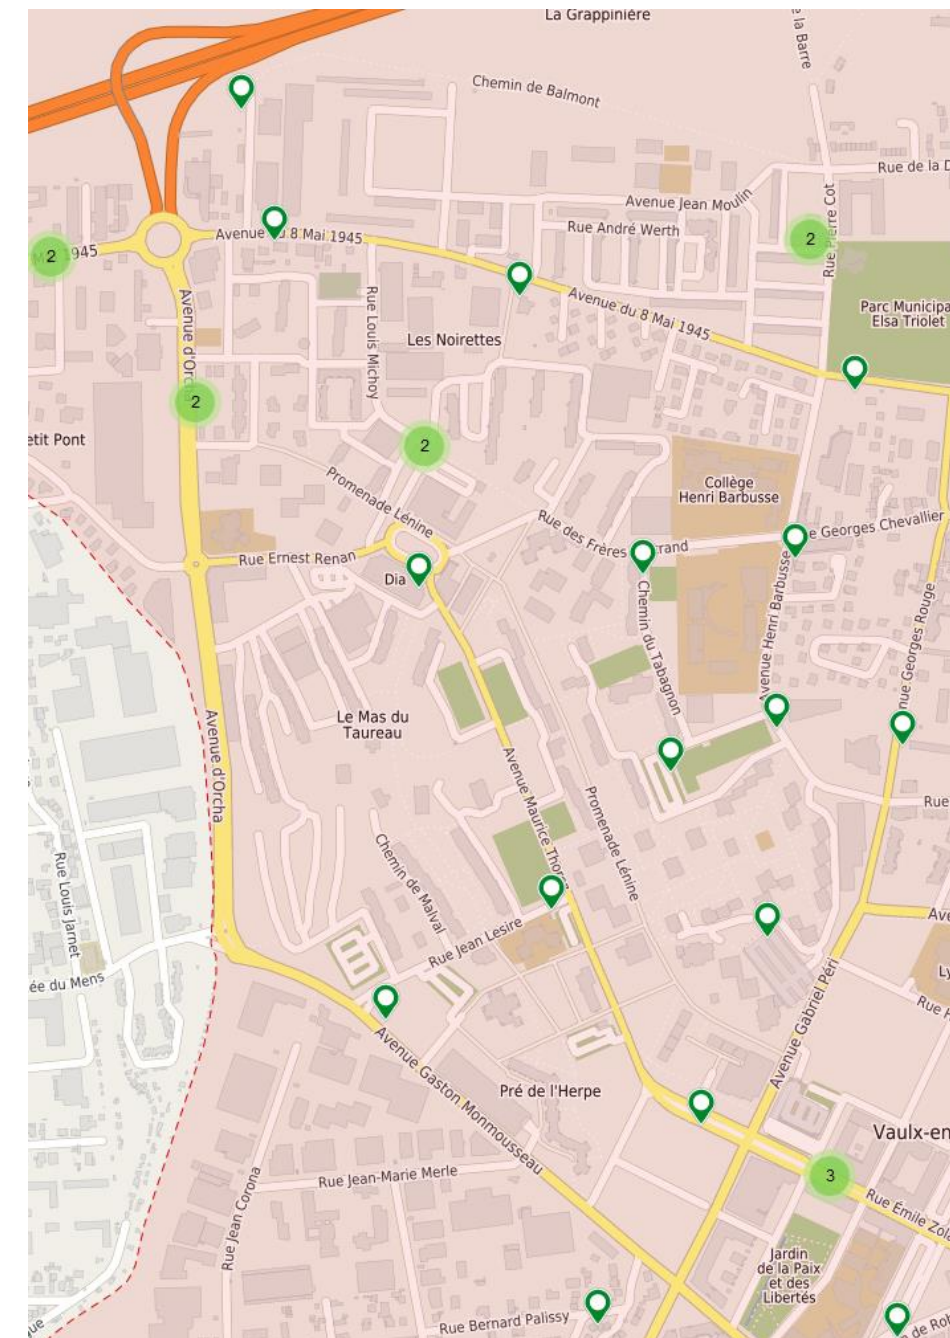 La Grappinière
e la Barre
Chemin de Balmont
Rue de la D
Avenue Jean Moulin
Rue Pierre Cot
Rue André Werth
Avenue du 8 Mai 1945
2
2
1945
Avenue d'Orcha
Rue Louis Michoy
Avenue du 8 Mai 1945
Parc Municipa
Elsa Triolet
Les Noirettes
2
2
etit Pont
Promenade Lénine
Collège
Henri Barbusse
Rue des Frères
rand
e Georges Chevallier
Rue Ernest Renan
Dia
Chemin du Tabagnon
Avenue Henri Barbusse
nue Georges Rouge
Le Mas du
Taureau
Avenue d'Orcha
Avenue Maurice Thorez
Promenade Lénine
Rue
Chemin de Malval
Rue Louis Jarnet
Rue Jean Lesire
Ave
Ly
ée du Mens
Avenue Gabriel Péri
Rue
Avenue Gaston Monmousseau
Pré de l'Herpe
Vaulx-en
Rue Jean-Marie Merle
Rue Jean Corona
3
Rue Émile Zola
Jardin
de la Paix
et des
Libertés
Rue Bernard Palissy
ue
de Rob